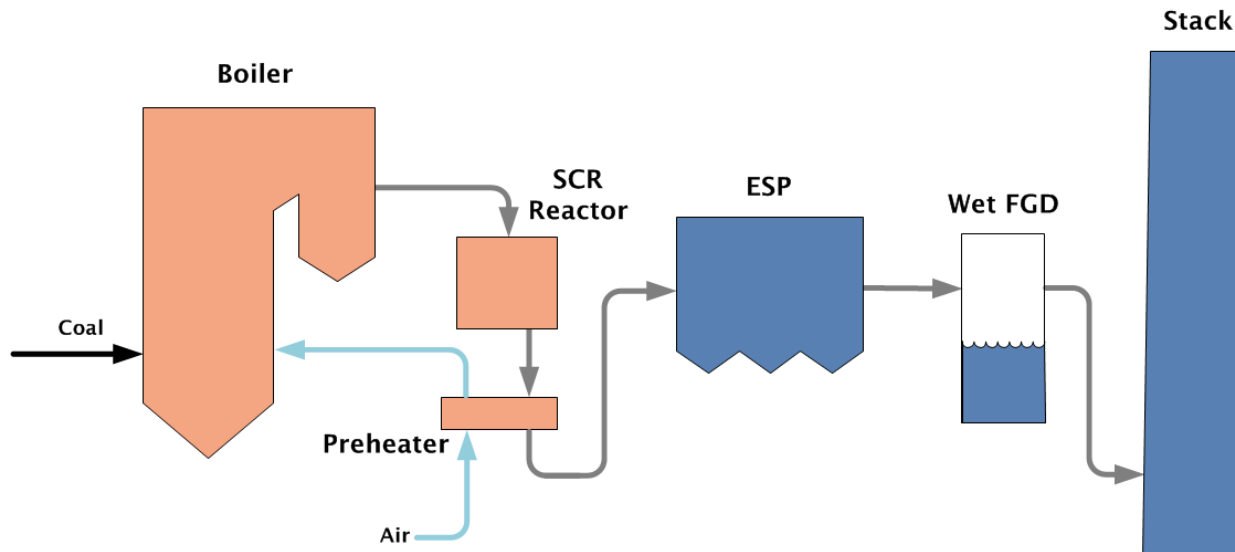 Stack
Boiler
SCR
Reactor
ESP
Wet FGD
Coal
Preheater
Air